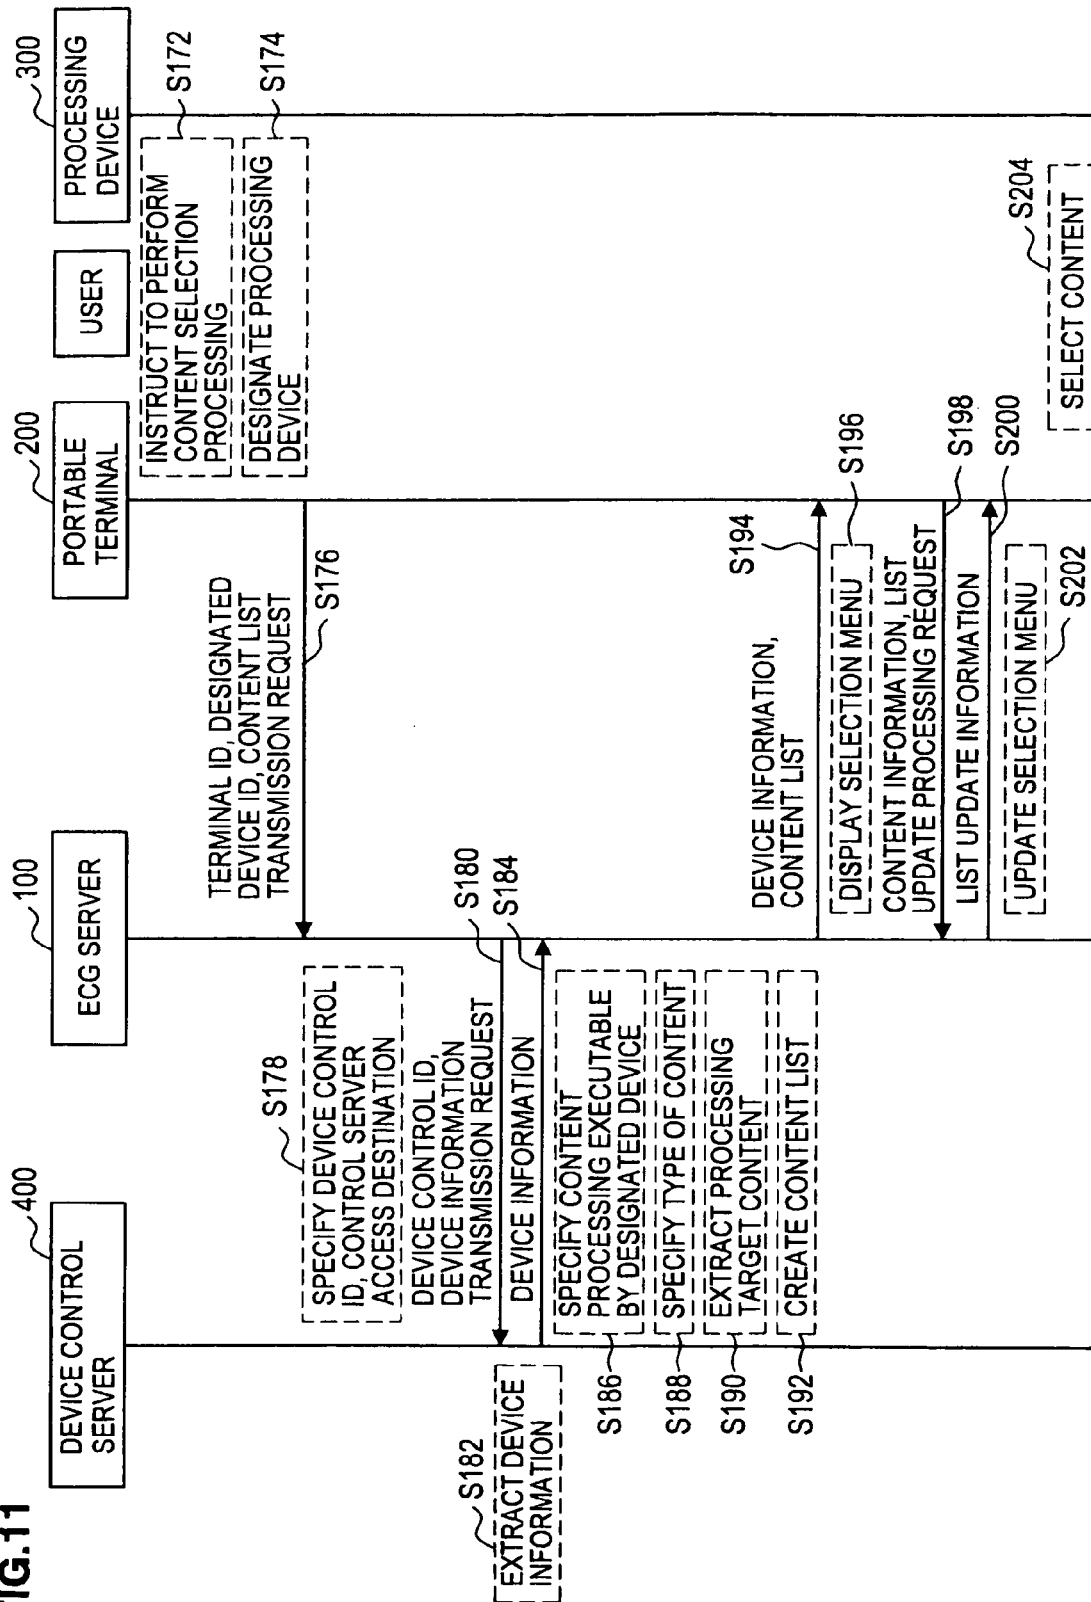 FIG.11
400
DEVICE CONTROL
SERVER
100
ECG SERVER
200
PORTABLE
TERMINAL
USER
300
PROCESSING
DEVICE
INSTRUCT TO PERFORM
CONTENT SELECTION
PROCESSING
S172
DESIGNATE PROCESSING
DEVICE
S174
TERMINAL ID, DESIGNATED
DEVICE ID, CONTENT LIST
TRANSMISSION REQUEST
S176
S178
SPECIFY DEVICE CONTROL
ID, CONTROL SERVER
ACCESS DESTINATION
DEVICE CONTROL ID,
DEVICE INFORMATION
TRANSMISSION REQUEST
S180
S182
EXTRACT DEVICE
INFORMATION
DEVICE INFORMATION
S184
SPECIFY CONTENT
PROCESSING EXECUTABLE
BY DESIGNATED DEVICE
S186
SPECIFY TYPE OF CONTENT
S188
EXTRACT PROCESSING
TARGET CONTENT
S190
CREATE CONTENT LIST
S192
DEVICE INFORMATION,
CONTENT LIST
S194
DISPLAY SELECTION MENU
S196
CONTENT INFORMATION, LIST
UPDATE PROCESSING REQUEST
S198
LIST UPDATE INFORMATION
S200
UPDATE SELECTION MENU
S202
S204
SELECT CONTENT